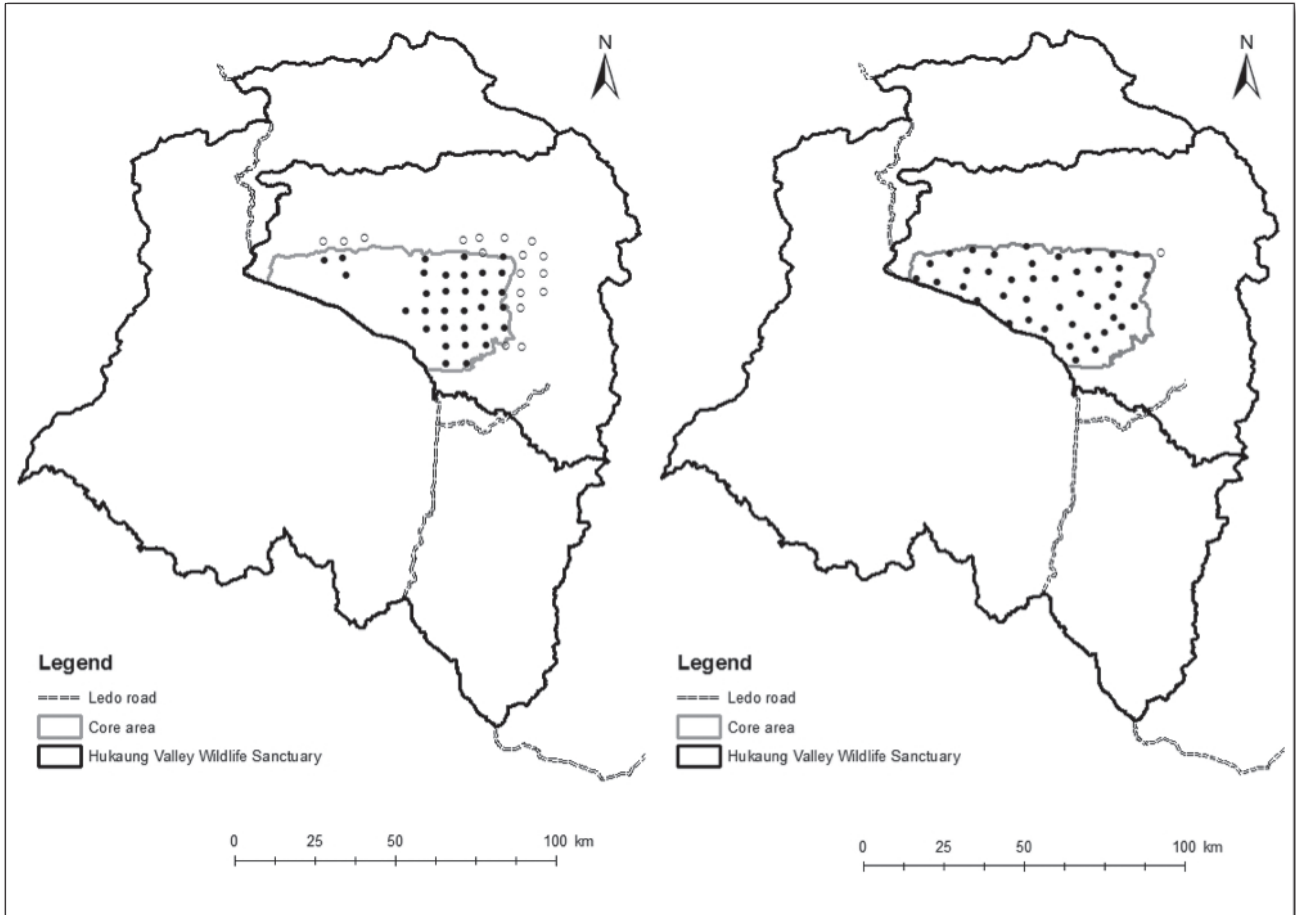 N
Legend
Ledo road
Core area
Hukaung Valley Wildlife Sanctuary
0 25 50 100 km
N
Legend
Ledo road
Core area
Hukaung Valley Wildlife Sanctuary
0 25 50 100 km